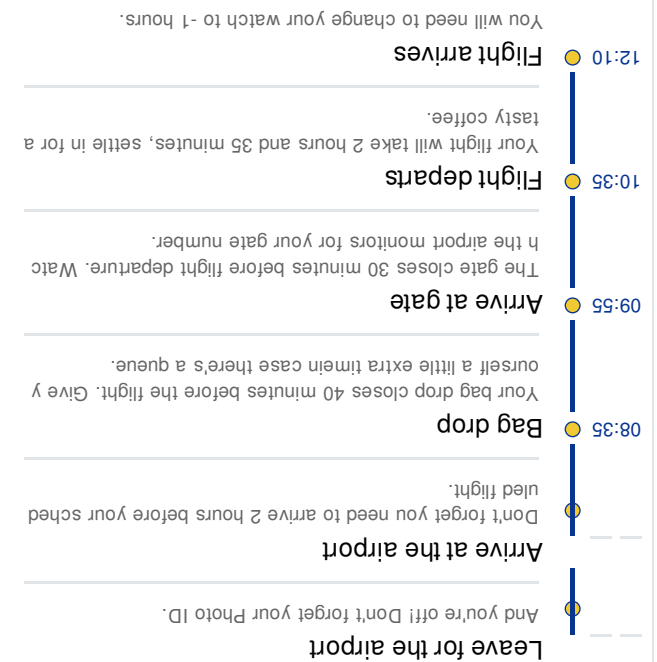 Leave for the airport
And you're off! Don't forget your Photo ID.
Arrive at the airport
Don't forget you need to arrive 2 hours before your sched
uled flight.
08:35 Bag drop
Your bag drop closes 40 minutes before the flight. Give y
ourself a little extra timein case there's a queue.
09:55 Arrive at gate
The gate closes 30 minutes before flight departure. Watc
h the airport monitors for your gate number.
10:35 Flight departs
Your flight will take 2 hours and 35 minutes, settle in for a
tasty coffee.
12:10 Flight arrives
You will need to change your watch to -1 hours.